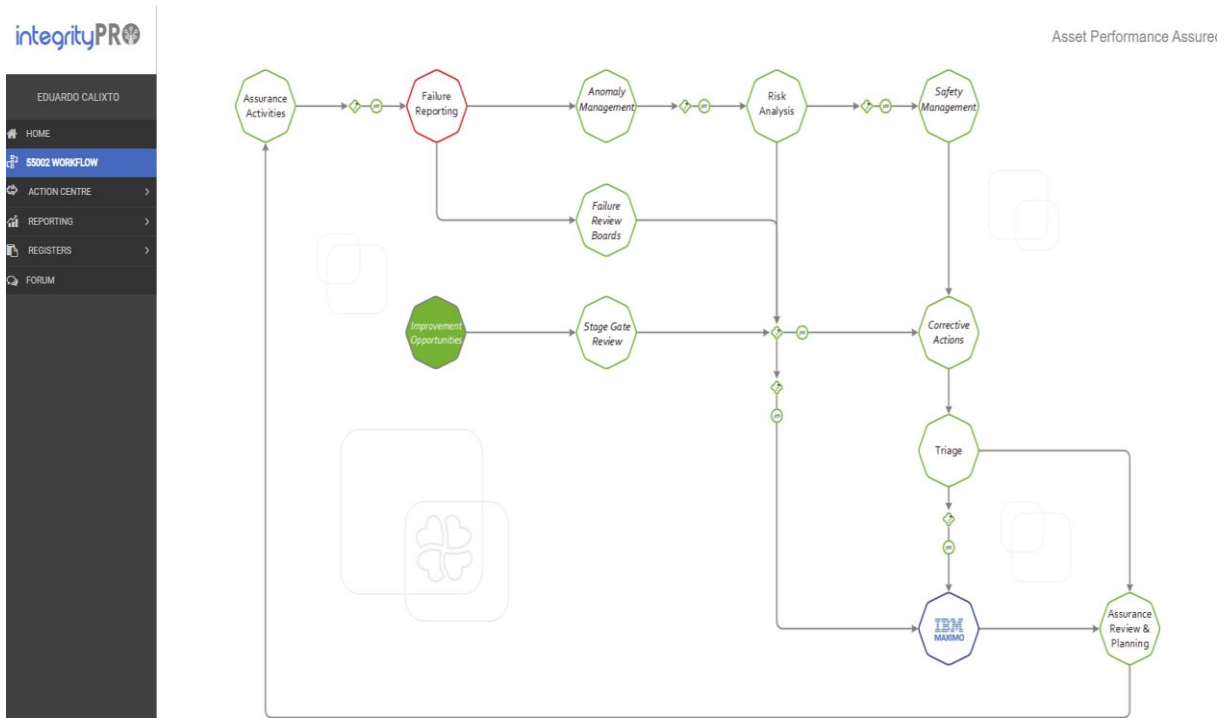 integrityPRO
Asset Performance Assured
EDUARDO CALIXTO
HOME
55002 WORKFLOW
ACTION CENTRE
REPORTING
REGISTERS
FORUM
Assurance
Activities
Failure
Reporting
Anomaly
Management
Risk
Analysis
Safety
Management
Failure
Review
Boards
Improvement
Opportunities
Stage Gate
Review
Corrective
Actions
Triage
IBM
MAXIMO
Assurance
Review &
Planning